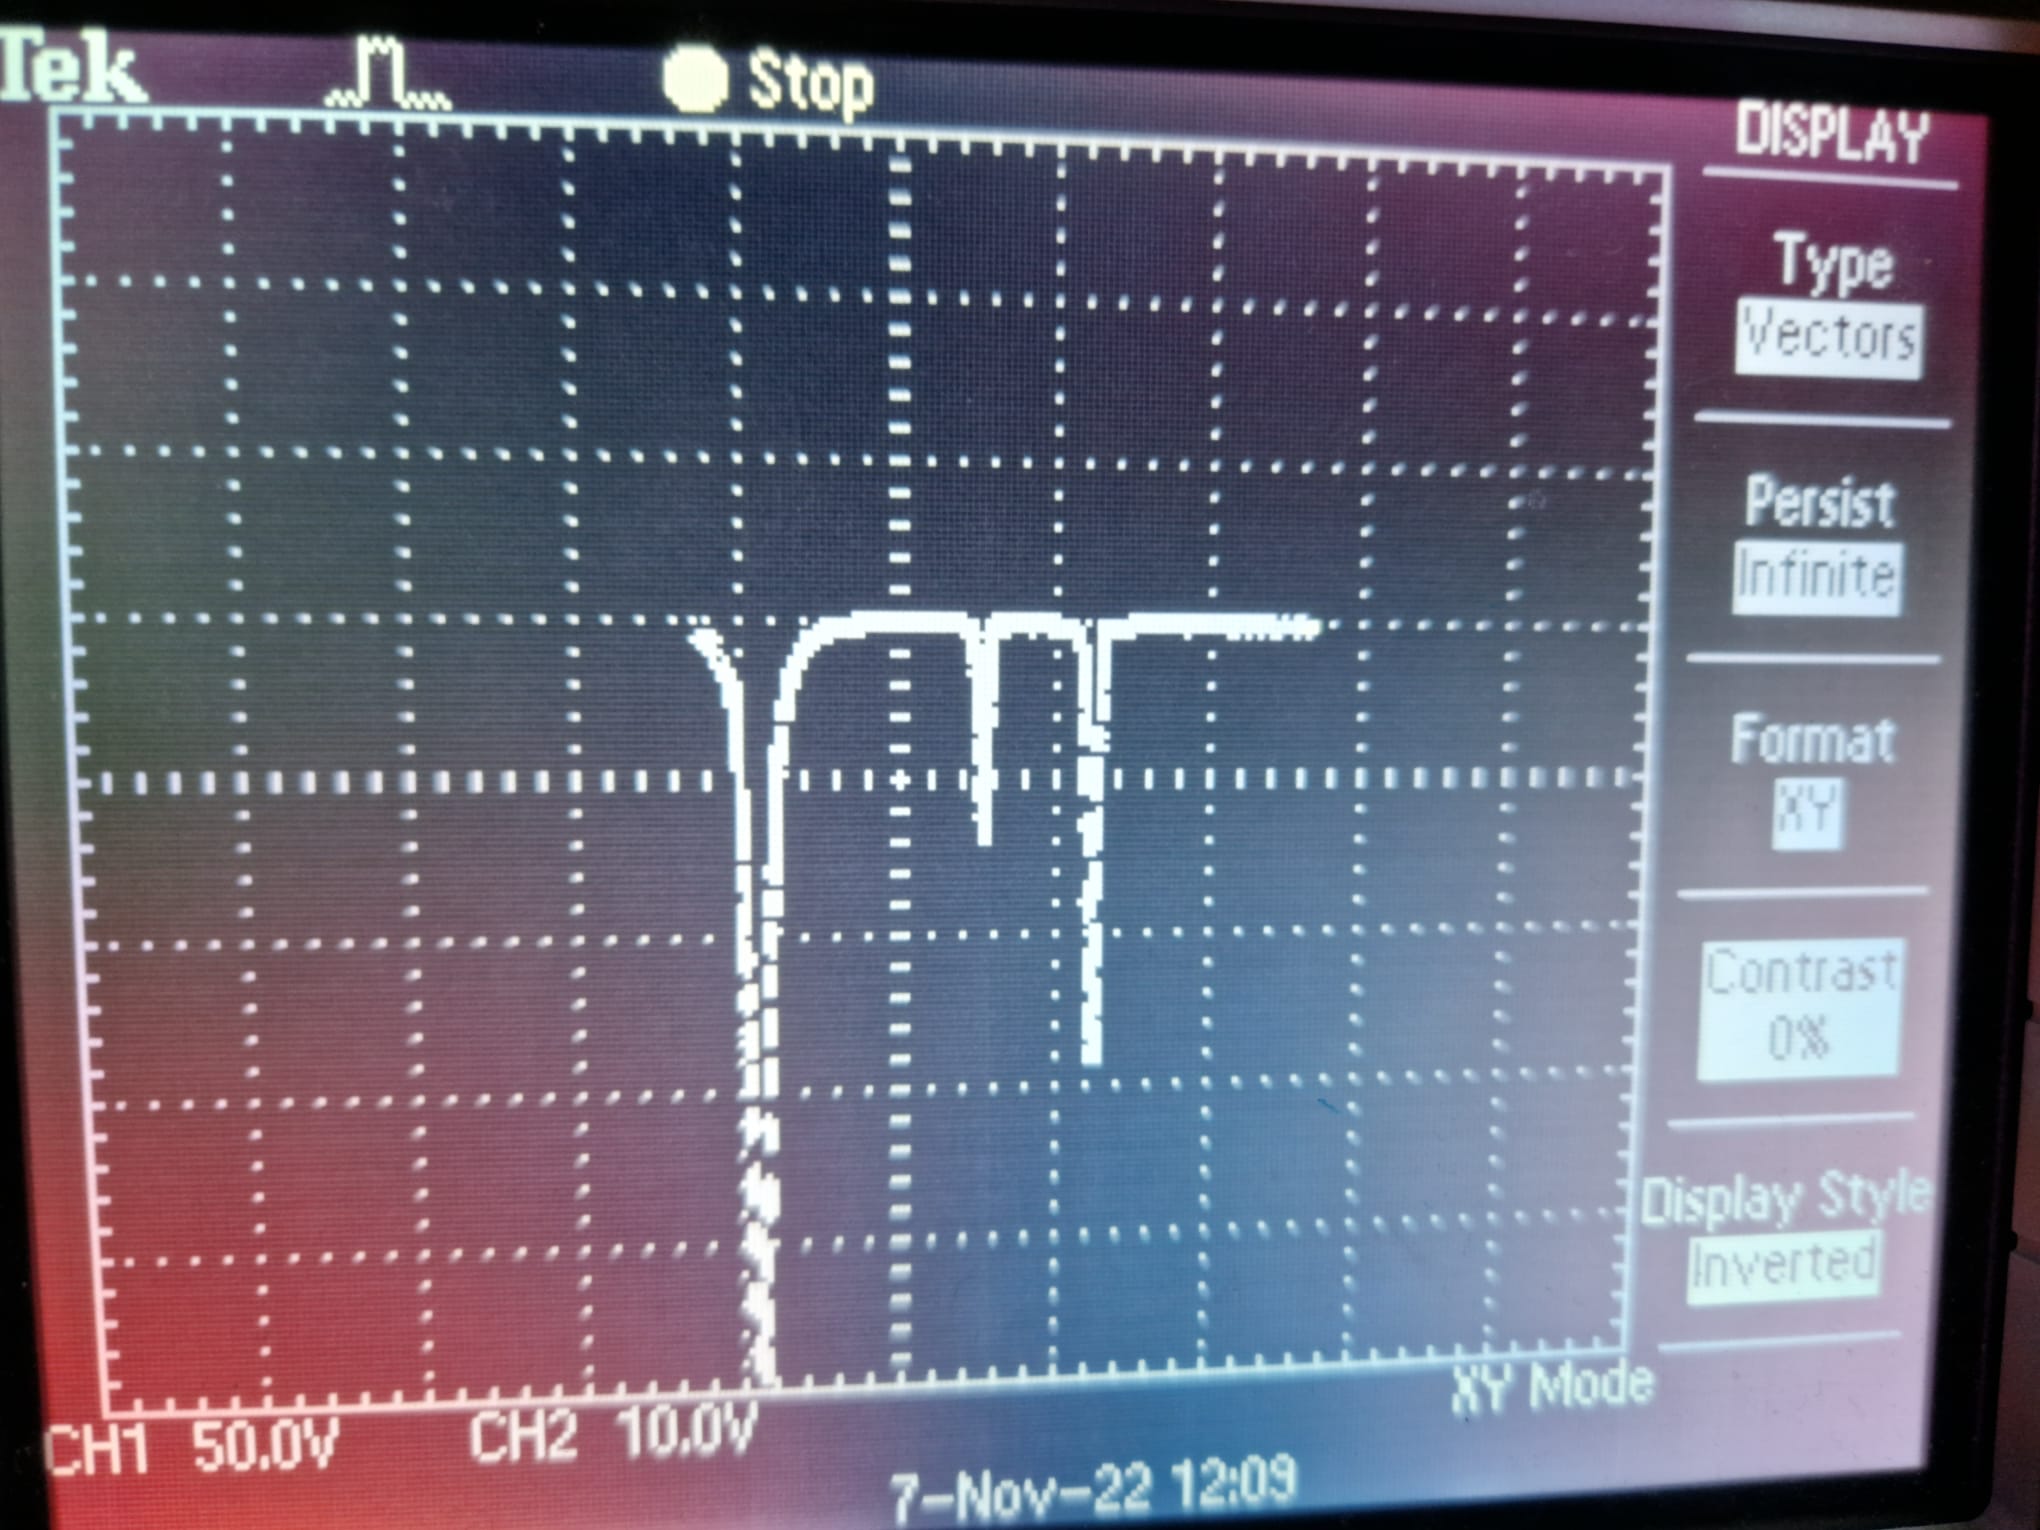 Tek Stop
DISPLAY
Type
Vectors
Persist
Infinite
Format
XY
Contrast
0%
Display Style
Inverted
XY Mode
CH1 50.0V CH2 10.0V
7-Nov-22 12:09